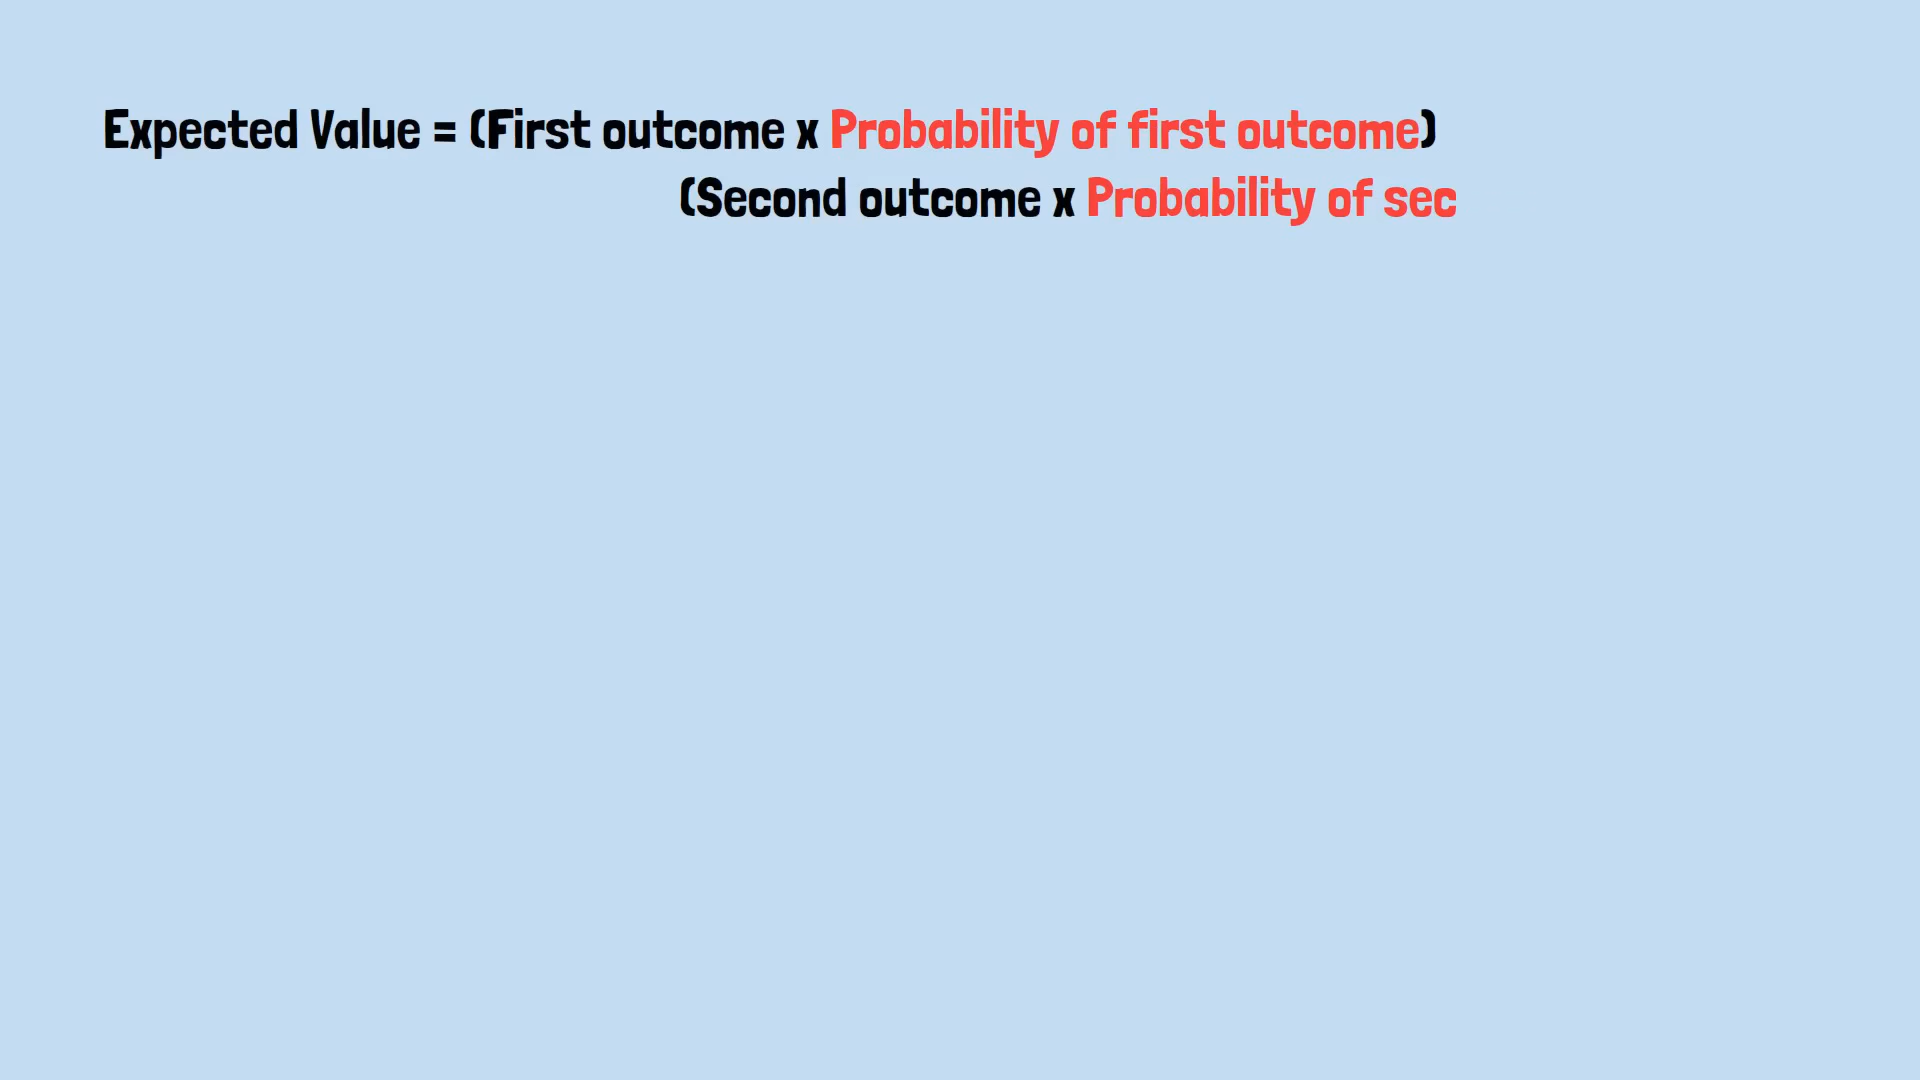 Expected Value = (First outcome x Probability of first outcome)
(Second outcome x Probability of sec